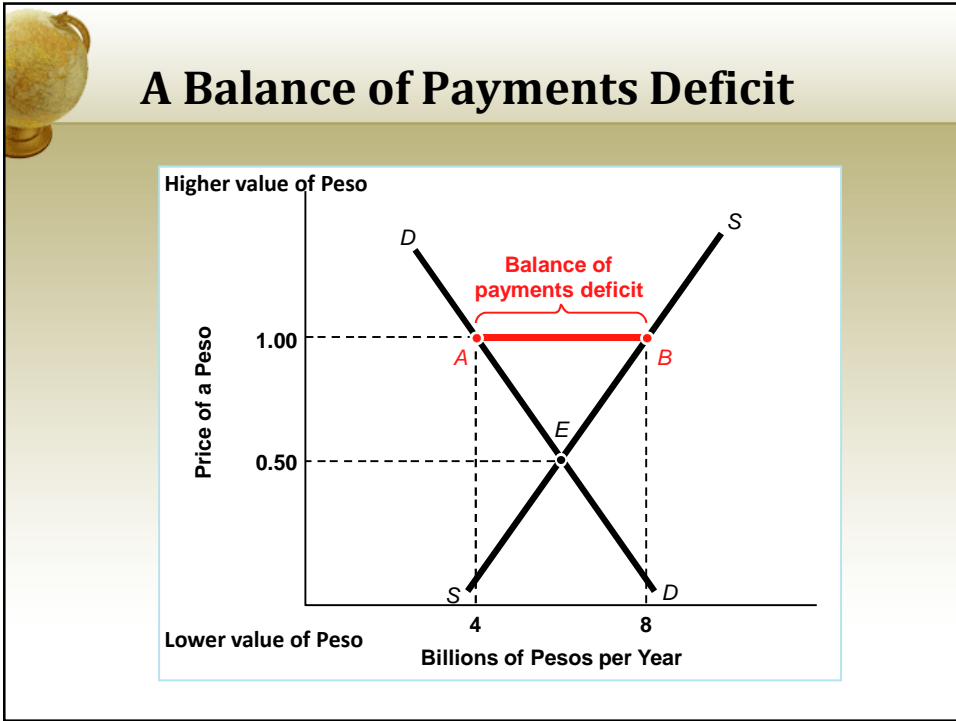 A Balance of Payments Deficit
Higher value of Peso
D
S
Balance of
payments deficit
1.00
A
B
Price of a Peso
E
0.50
S
D
4
8
Lower value of Peso
Billions of Pesos per Year